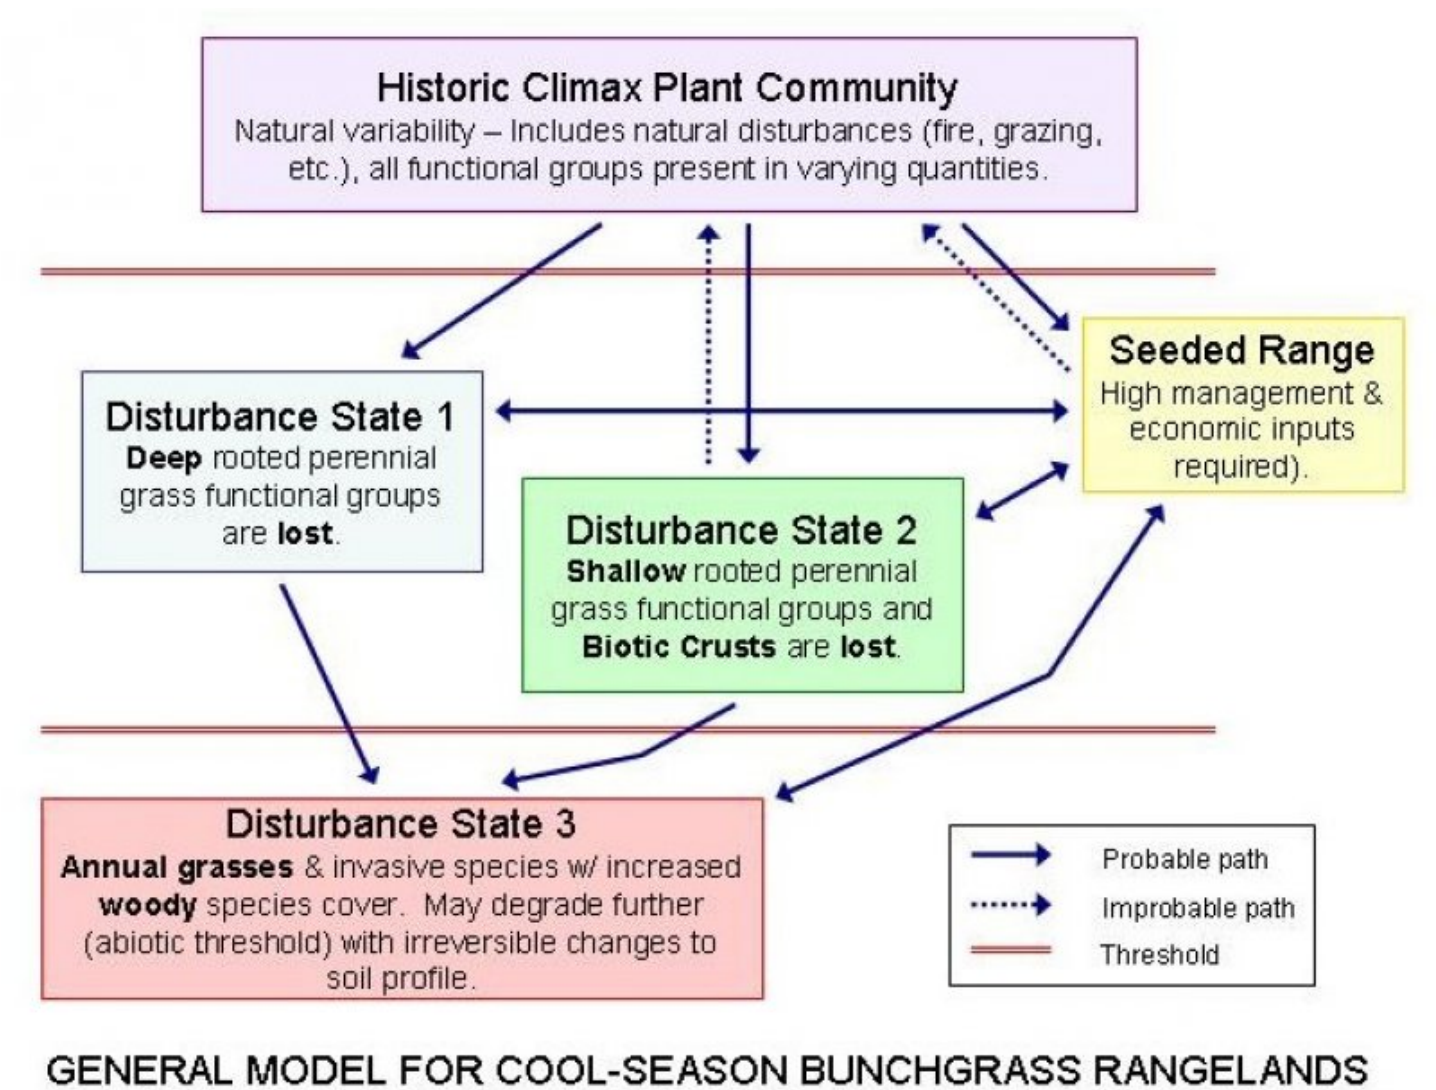 Historic Climax Plant Community
Natural variability – Includes natural disturbances (fire, grazing,
etc.), all functional groups present in varying quantities.
Seeded Range
High management &
economic inputs
required).
Disturbance State 1
Deep rooted perennial
grass functional groups
are lost.
Disturbance State 2
Shallow rooted perennial
grass functional groups and
Biotic Crusts are lost.
Disturbance State 3
Annual grasses & invasive species w/ increased
woody species cover.  May degrade further
(abiotic threshold) with irreversible changes to
soil profile.
Probable path
Improbable path
Threshold
GENERAL MODEL FOR COOL-SEASON BUNCHGRASS RANGELANDS